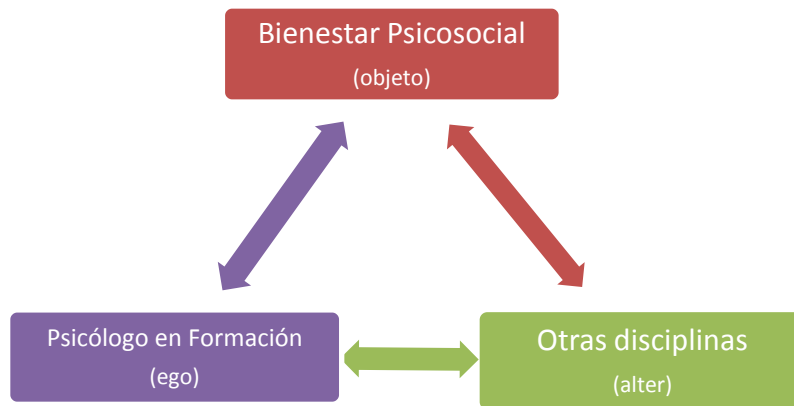 Bienestar Psicosocial
(objeto)
Psicólogo en Formación
(ego)
Otras disciplinas
(alter)